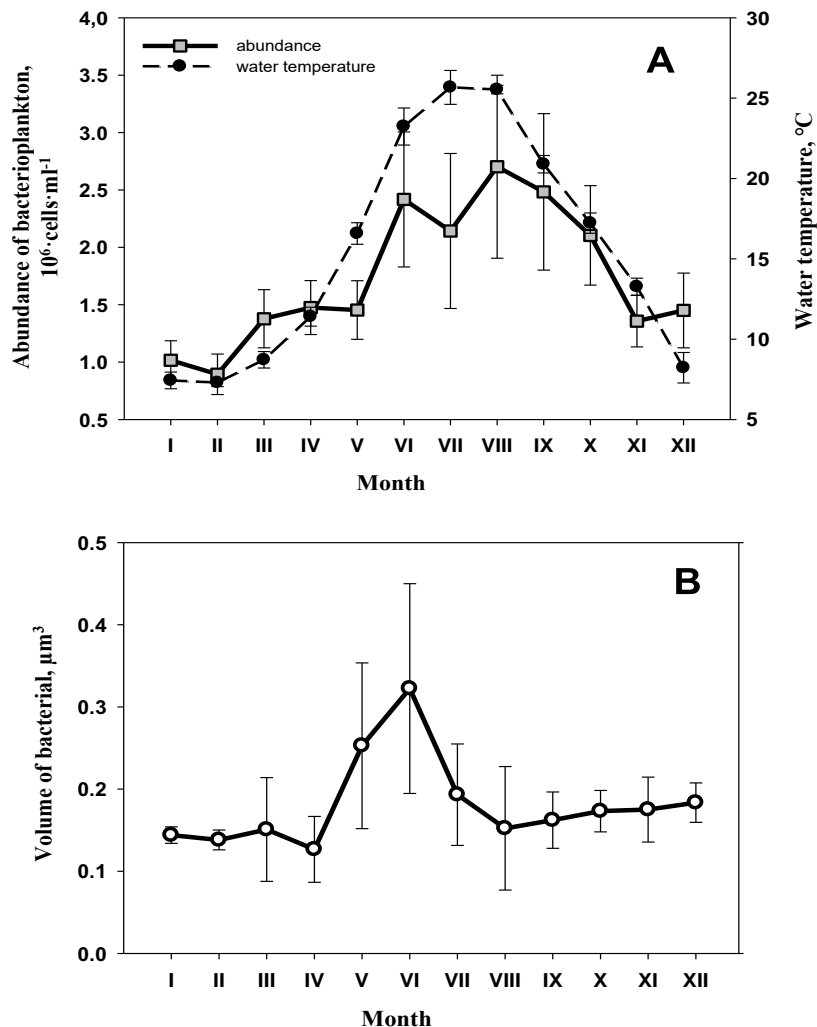 abundance
water temperature
A
4,0
3.5
3.0
2.5
2.0
1.5
1.0
0.5
Abundance of bacterioplankton,
10⁶·cells·ml⁻¹
30
25
20
15
10
5
Water temperature, °C
I II III IV V VI VII VIII IX X XI XII
Month
B
0.5
0.4
0.3
0.2
0.1
0.0
Volume of bacterial, µm³
I II III IV V VI VII VIII IX X XI XII
Month